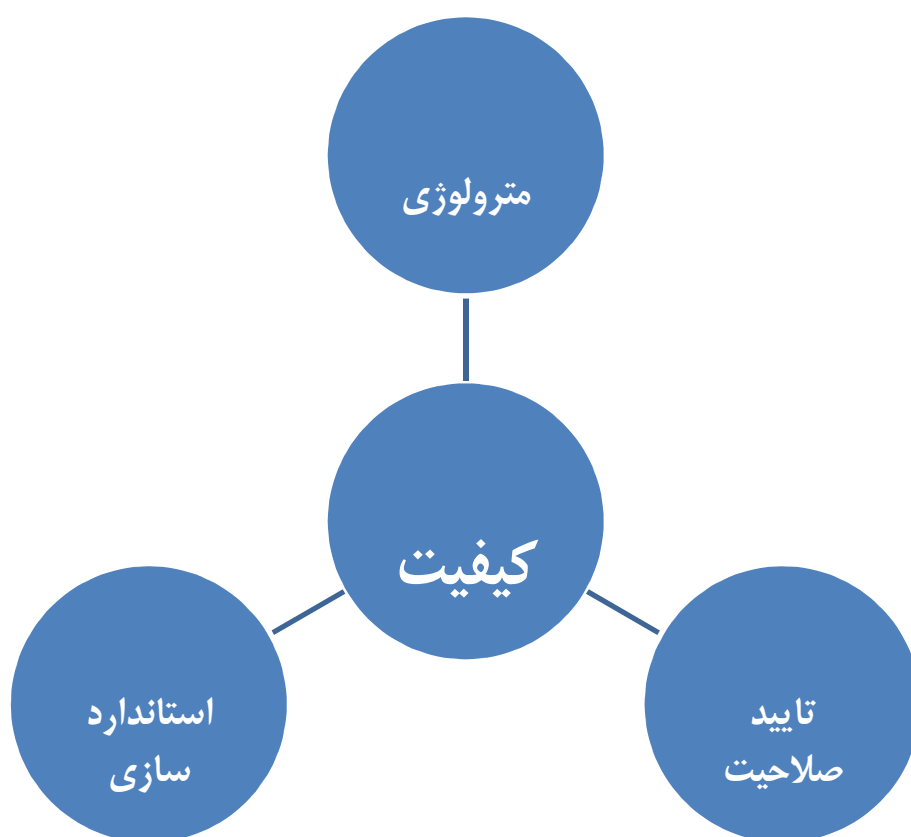 مترولوژی
کیفیت
تایید
صلاحیت
استاندارد
سازی